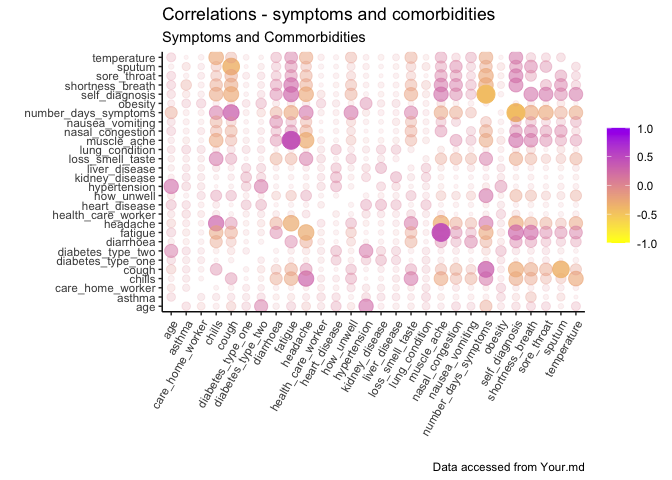 Correlations - symptoms and comorbidities
Symptoms and Commorbidities
temperature
sputum
sore_throat
shortness_breath
self_diagnosis
obesity
number_days_symptoms
nausea_vomiting
nasal_congestion
muscle_ache
lung_condition
loss_smell_taste
liver_disease
kidney_disease
hypertension
how_unwell
heart_disease
health_care_worker
headache
fatigue
diarrhoea
diabetes_type_two
diabetes_type_one
cough
chills
care_home_worker
asthma
age
age
asthma
care_home_worker
chills
cough
diabetes_type_one
diabetes_type_two
diarrhoea
fatigue
headache
health_care_worker
heart_disease
how_unwell
hypertension
kidney_disease
liver_disease
loss_smell_taste
lung_condition
muscle_ache
nasal_congestion
nausea_vomiting
number_days_symptoms
obesity
self_diagnosis
shortness_breath
sore_throat
sputum
temperature
1.0
0.5
0.0
-0.5
-1.0
Data accessed from Your.md